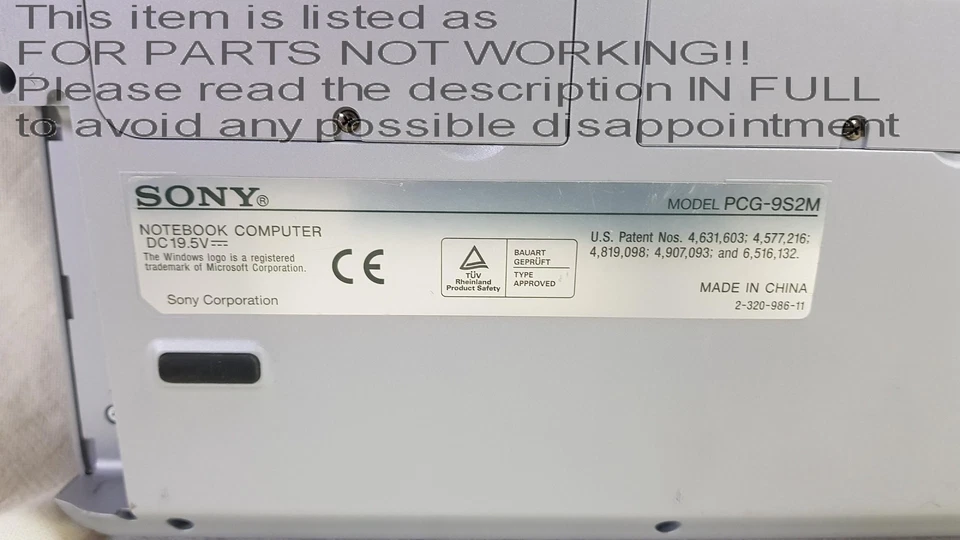 This item is listed as
FOR PARTS NOT WORKING!!
Please read the description IN FULL
to avoid any possible disappointment
SONY®
MODEL PCG-9S2M
NOTEBOOK COMPUTER
DC19.5V⎓
The Windows logo is a registered
trademark of Microsoft Corporation.
Sony Corporation
CE
TÜV
Rheinland
Product Safety
BAUART
GEPRÜFT
TYPE
APPROVED
U.S. Patent Nos. 4,631,603; 4,577,216;
4,819,098; 4,907,093; and 6,516,132.
MADE IN CHINA
2-320-986-11